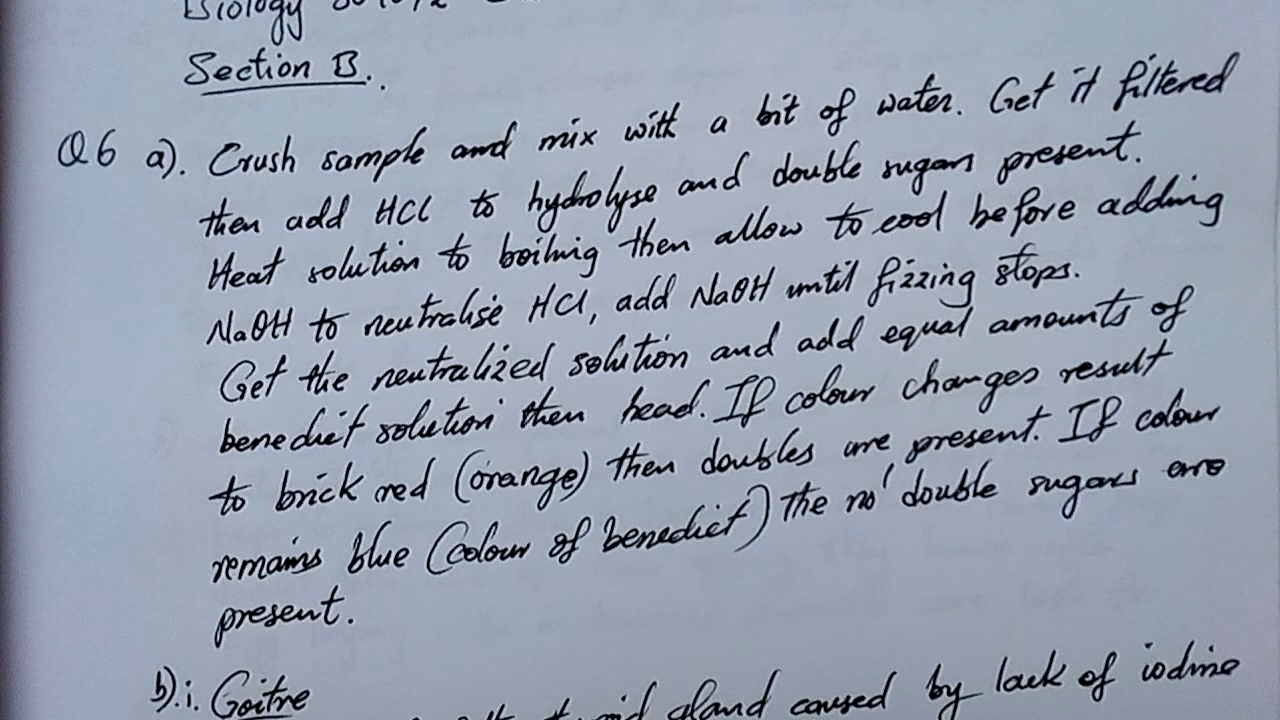 Biology
Section B.
Q6 a). Crush sample and mix with a bit of water. Get it filtered
then add HCl to hydrolyse and double sugars present.
Heat solution to boiling then allow to cool before adding
NaOH to neutralise HCl, add NaOH until fizzing stops.
Get the neutralized solution and add equal amounts of
benedict solution then head. If colour changes result
to brick red (orange) then doubles are present. If colour
remains blue (colour of benedict) the no' double sugars are
present.
b).i. Goitre
gland caused by lack of iodine